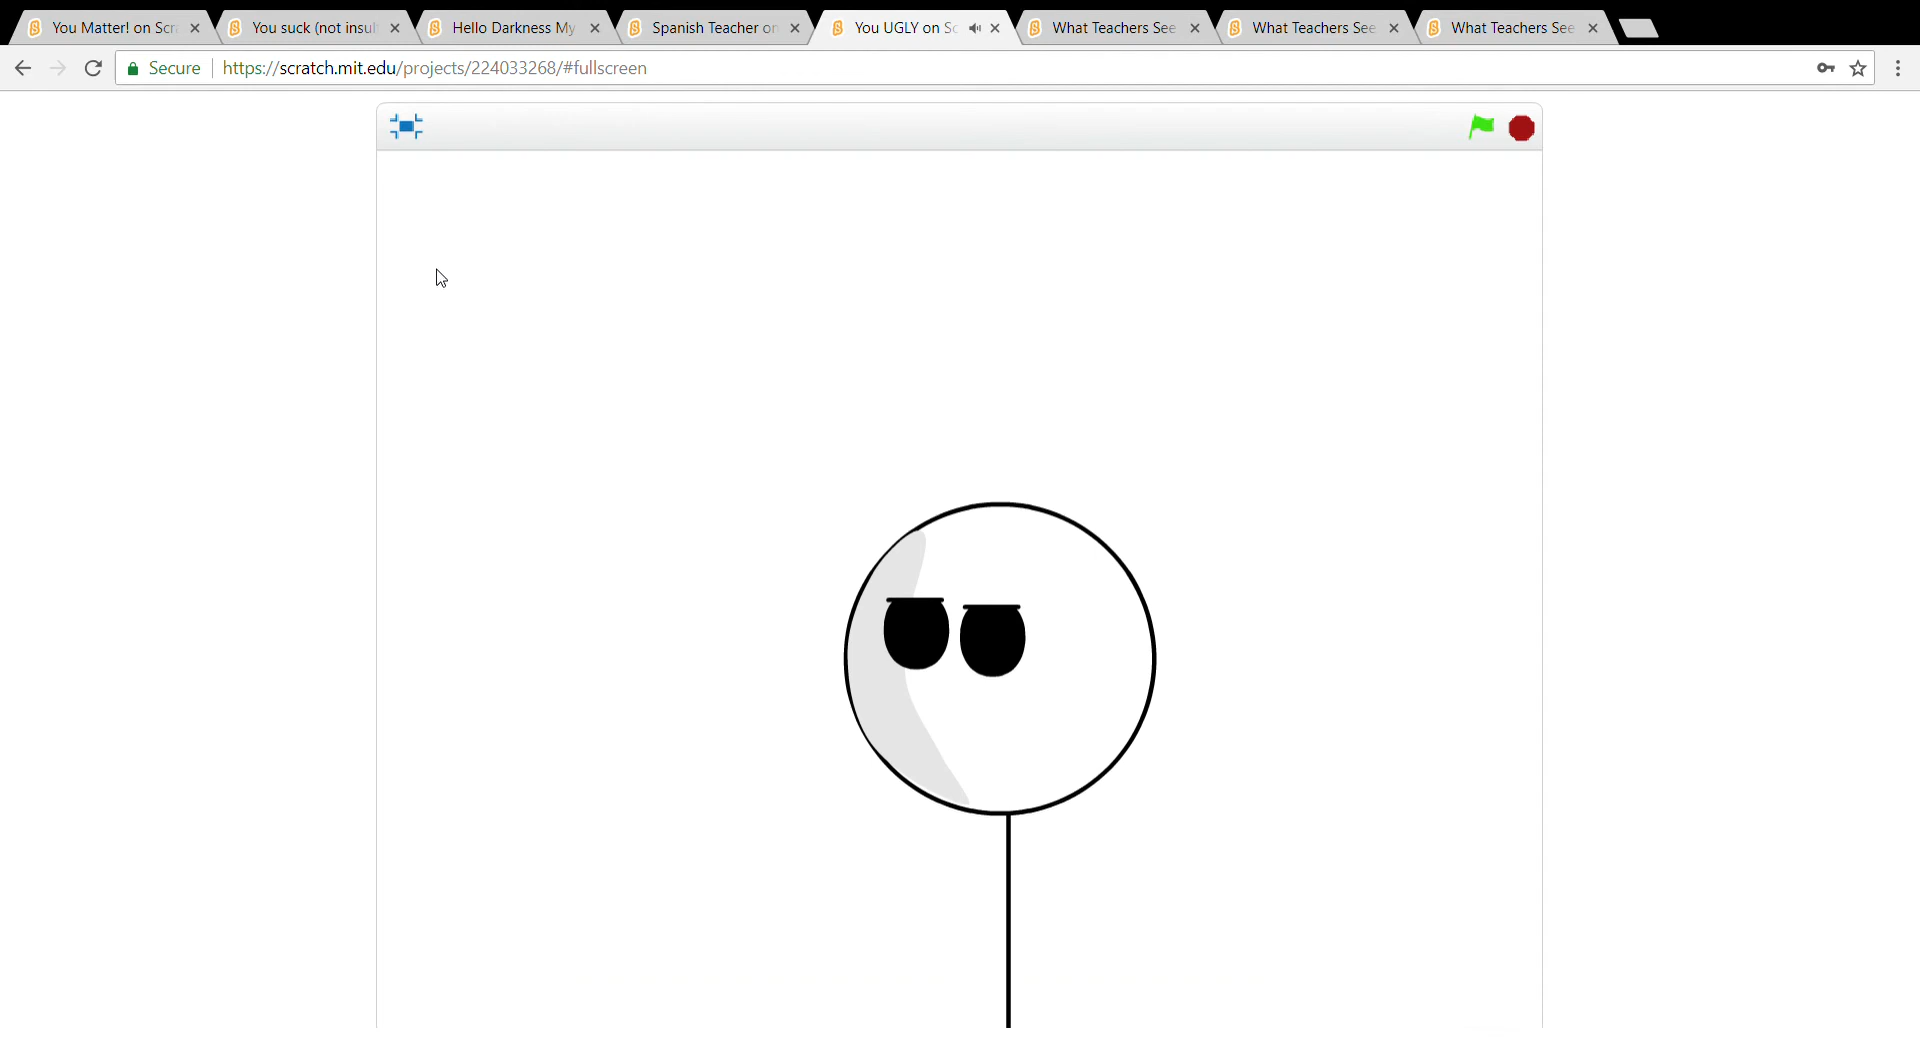 You Matter! on Scr
You suck (not insul
Hello Darkness My
Spanish Teacher on
You UGLY on Sc
What Teachers See
What Teachers See
What Teachers See
Secure https://scratch.mit.edu/projects/224033268/#fullscreen